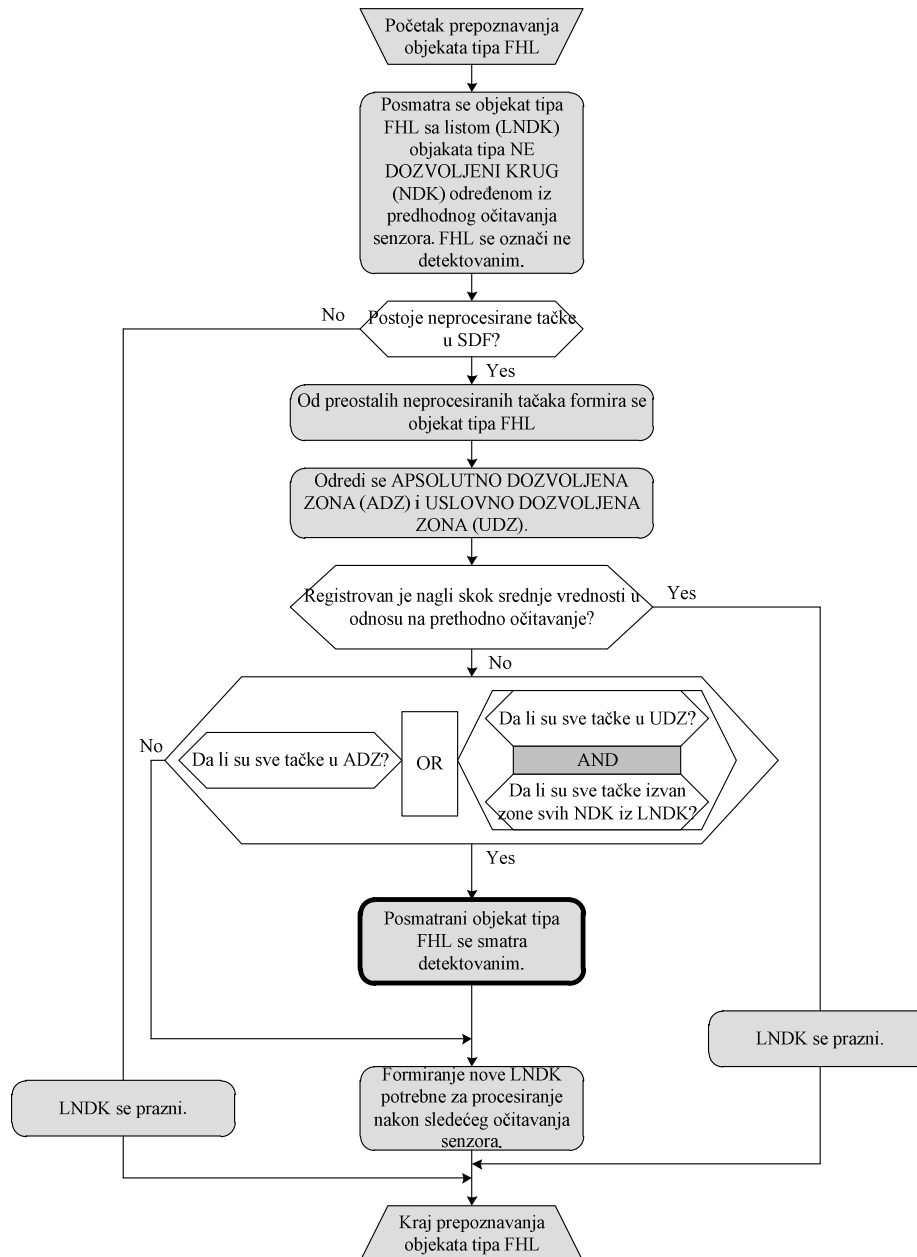 Početak prepoznavanja
objekata tipa FHL
Posmatra se objekat tipa
FHL sa listom (LNDK)
objakata tipa NE
DOZVOLJENI KRUG
(NDK) određenom iz
predhodnog očitavanja
senzora. FHL se označi ne
detektovanim.
No
Postoje neprocesirane tačke
u SDF?
Yes
Od preostalih neprocesiranih tačaka formira se
objekat tipa FHL
Odredi se APSOLUTNO DOZVOLJENA
ZONA (ADZ) i USLOVNO DOZVOLJENA
ZONA (UDZ).
Registrovan je nagli skok srednje vrednosti u
odnosu na prethodno očitavanje?
Yes
No
No
Da li su sve tačke u ADZ?
OR
Da li su sve tačke u UDZ?
AND
Da li su sve tačke izvan
zone svih NDK iz LNDK?
Yes
Posmatrani objekat tipa
FHL se smatra
detektovanim.
LNDK se prazni.
Formiranje nove LNDK
potrebne za procesiranje
nakon sledećeg očitavanja
senzora.
LNDK se prazni.
Kraj prepoznavanja
objekata tipa FHL